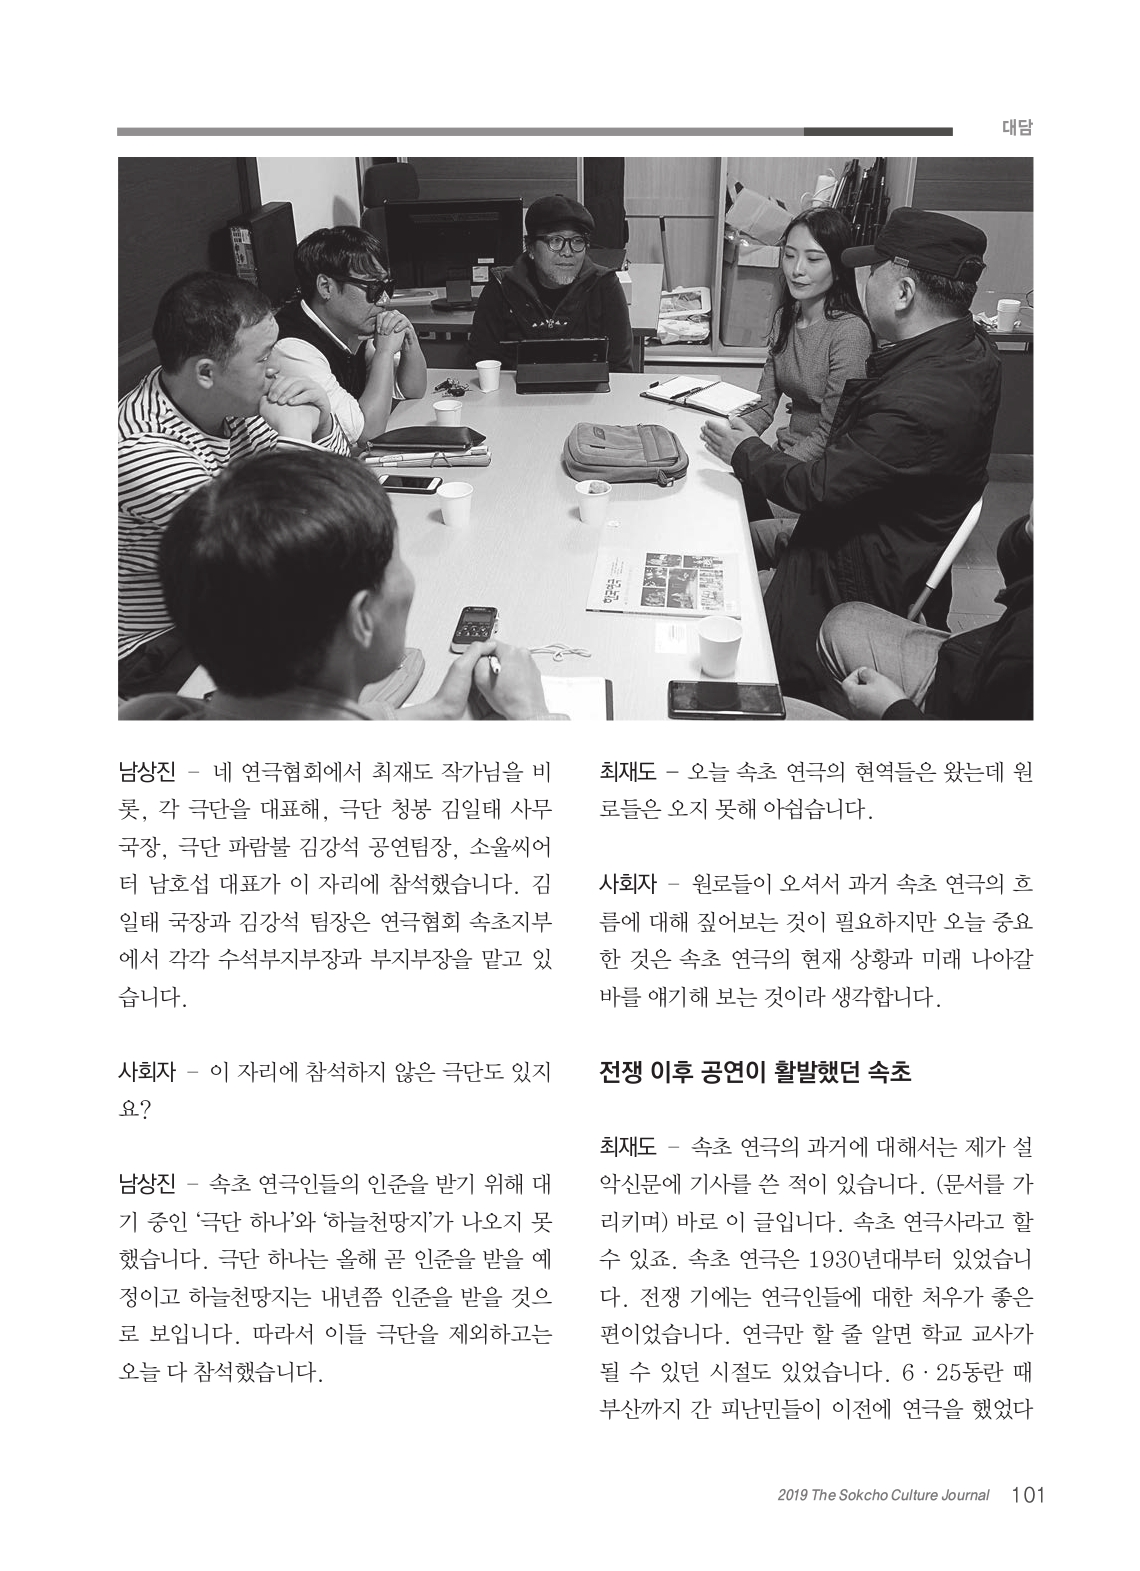 대담
한국연극
남상진 – 네 연극협회에서 최재도 작가님을 비
롯, 각 극단을 대표해, 극단 청봉 김일태 사무
국장, 극단 파람불 김강석 공연팀장, 소울씨어
터 남호섭 대표가 이 자리에 참석했습니다. 김
일태 국장과 김강석 팀장은 연극협회 속초지부
에서 각각 수석부지부장과 부지부장을 맡고 있
습니다.
사회자 – 이 자리에 참석하지 않은 극단도 있지
요?
남상진 – 속초 연극인들의 인준을 받기 위해 대
기 중인 ‘극단 하나’와 ‘하늘천땅지’가 나오지 못
했습니다. 극단 하나는 올해 곧 인준을 받을 예
정이고 하늘천땅지는 내년쯤 인준을 받을 것으
로 보입니다. 따라서 이들 극단을 제외하고는
오늘 다 참석했습니다.
최재도 – 오늘 속초 연극의 현역들은 왔는데 원
로들은 오지 못해 아쉽습니다.
사회자 – 원로들이 오셔서 과거 속초 연극의 흐
름에 대해 짚어보는 것이 필요하지만 오늘 중요
한 것은 속초 연극의 현재 상황과 미래 나아갈
바를 얘기해 보는 것이라 생각합니다.
전쟁 이후 공연이 활발했던 속초
최재도 – 속초 연극의 과거에 대해서는 제가 설
악신문에 기사를 쓴 적이 있습니다. (문서를 가
리키며) 바로 이 글입니다. 속초 연극사라고 할
수 있죠. 속초 연극은 1930년대부터 있었습니
다. 전쟁 기에는 연극인들에 대한 처우가 좋은
편이었습니다. 연극만 할 줄 알면 학교 교사가
될 수 있던 시절도 있었습니다. 6 · 25동란 때
부산까지 간 피난민들이 이전에 연극을 했었다
2019 The Sokcho Culture Journal 101